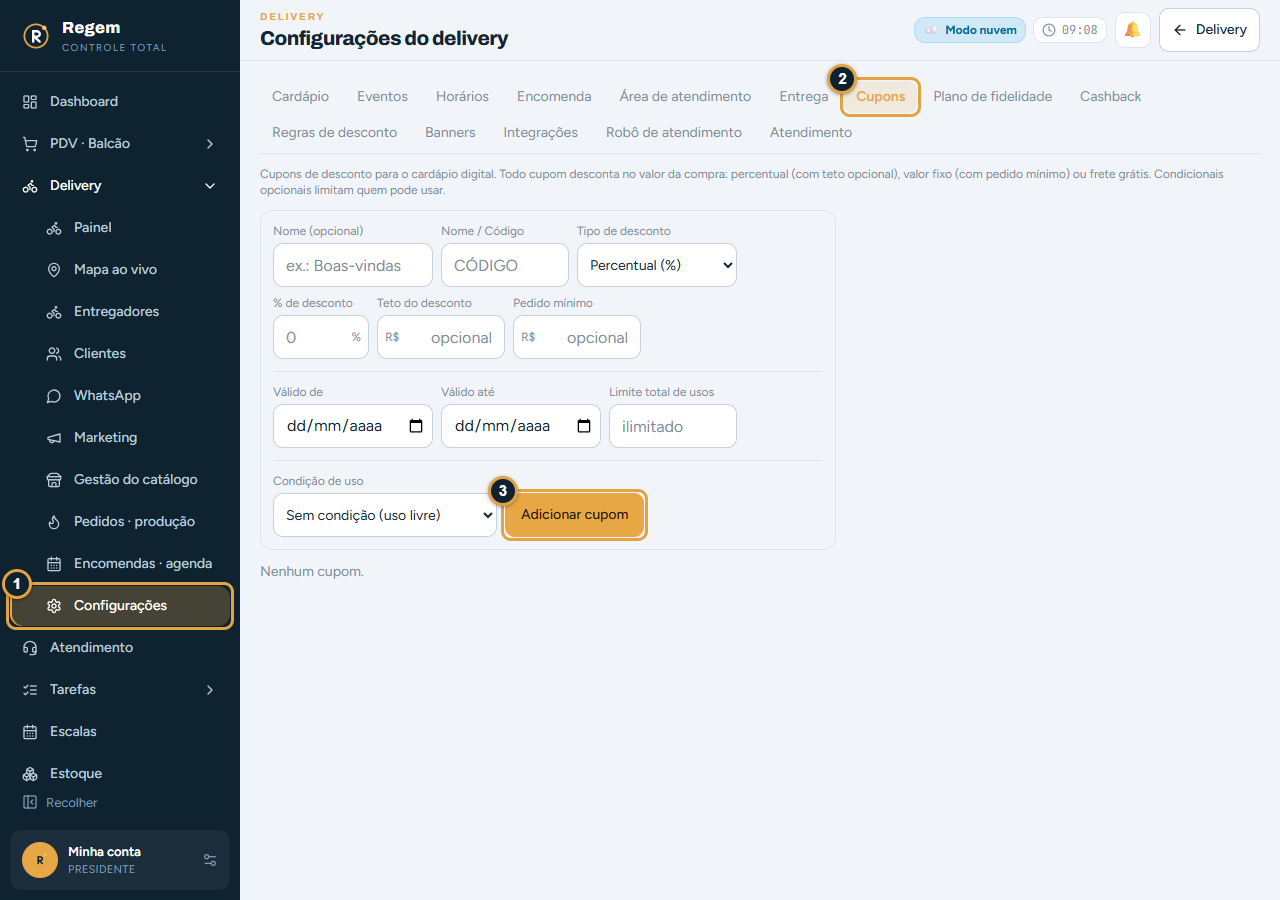 Regem
CONTROLE TOTAL
Dashboard
PDV · Balcão
Delivery
Painel
Mapa ao vivo
Entregadores
Clientes
WhatsApp
Marketing
Gestão do catálogo
Pedidos · produção
Encomendas · agenda
1
Configurações
Atendimento
Tarefas
Escalas
Estoque
Recolher
R
Minha conta
PRESIDENTE
DELIVERY
Configurações do delivery
Modo nuvem
09:08
Delivery
2
Cardápio Eventos Horários Encomenda Área de atendimento Entrega Cupons Plano de fidelidade Cashback
Regras de desconto Banners Integrações Robô de atendimento Atendimento
Cupons de desconto para o cardápio digital. Todo cupom desconta no valor da compra: percentual (com teto opcional), valor fixo (com pedido mínimo) ou frete grátis. Condicionais
opcionais limitam quem pode usar.
Nome (opcional) Nome / Código Tipo de desconto
ex.: Boas-vindas CÓDIGO Percentual (%)
% de desconto Teto do desconto Pedido mínimo
0 % R$ opcional R$ opcional
Válido de Válido até Limite total de usos
dd/mm/aaaa dd/mm/aaaa ilimitado
Condição de uso
3
Sem condição (uso livre) Adicionar cupom
Nenhum cupom.